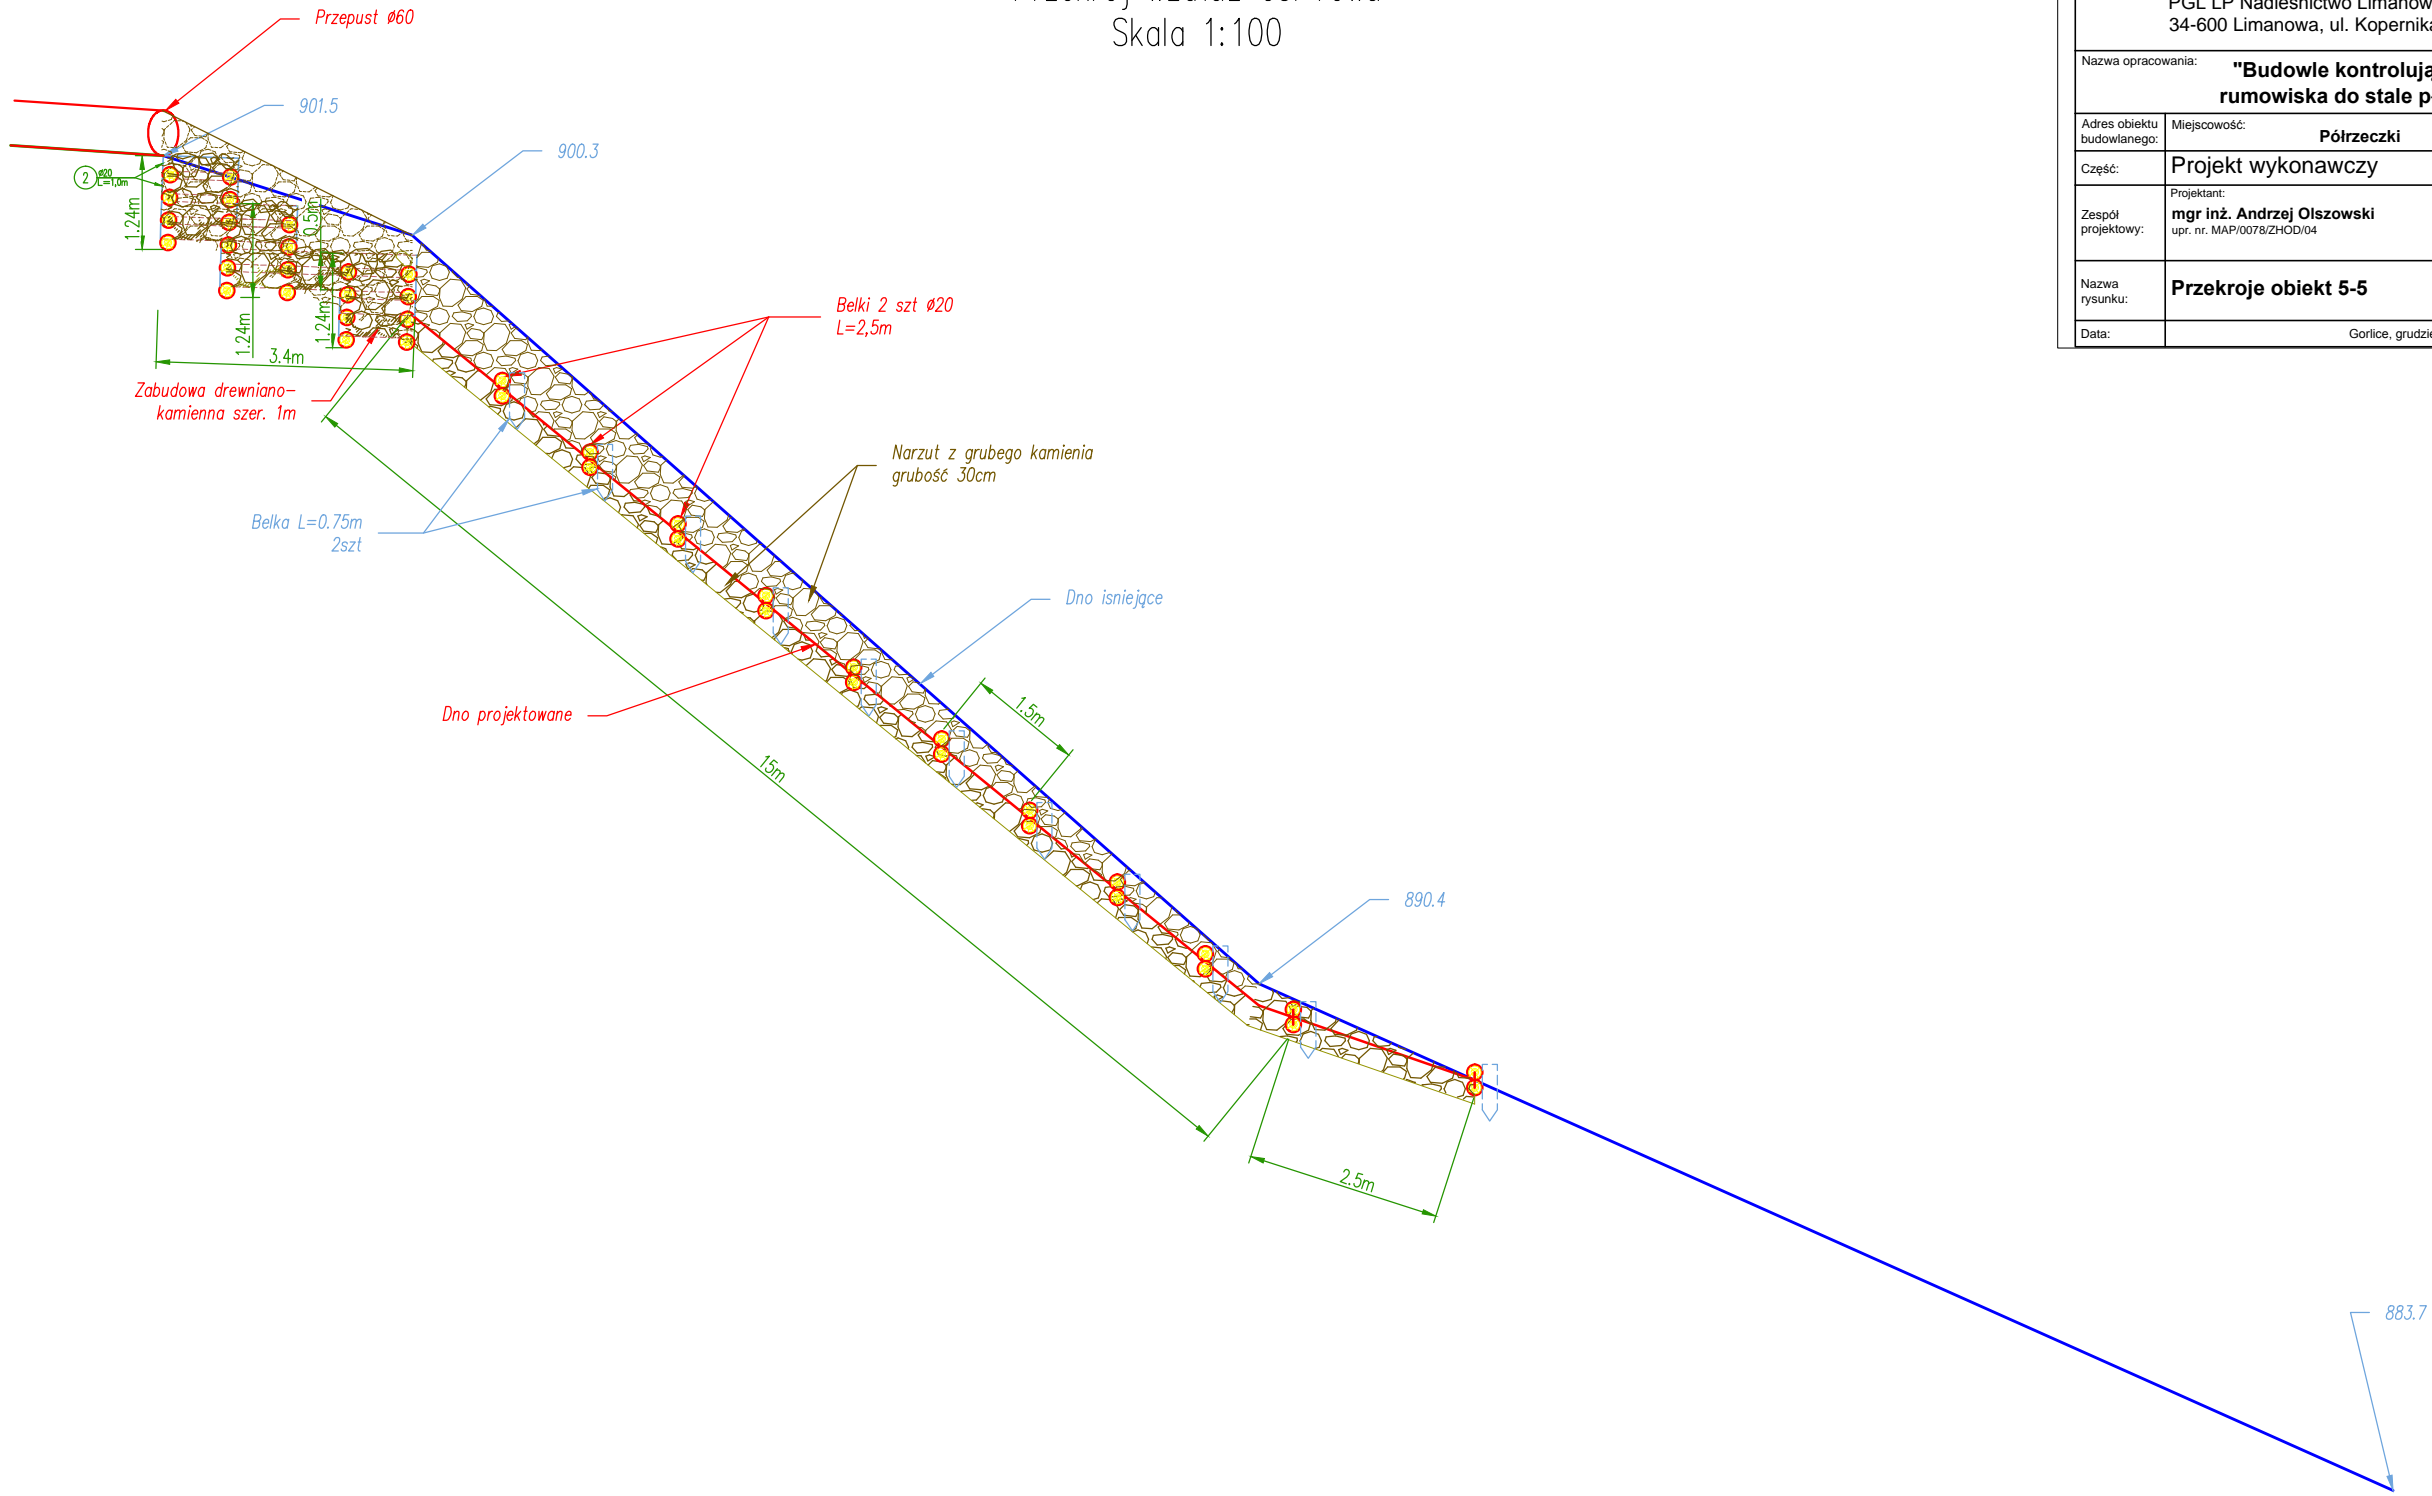 Skala 1:100
Przepust ø60
901.5
900.3
2
ø20
L=1,0m
1.24m
0.5m
1.24m
1.24m
3.4m
Zabudowa drewniano-
kamienna szer. 1m
Belki 2 szt ø20
L=2,5m
Narzut z grubego kamienia
grubość 30cm
Belka L=0.75m
2szt
Dno isniejące
Dno projektowane
1.5m
15m
890.4
2.5m
883.7
PGL LP Nadleśnictwo Limanow
34-600 Limanowa, ul. Kopernika
Nazwa opracowania:
"Budowle kontrolują
rumowiska do stale p
Adres obiektu
budowlanego:
Miejscowość:
Półrzeczki
Część:
Projekt wykonawczy
Zespół
projektowy:
Projektant:
mgr inż. Andrzej Olszowski
upr. nr. MAP/0078/ZHOD/04
Nazwa
rysunku:
Przekroje obiekt 5-5
Data:
Gorlice, grudzie